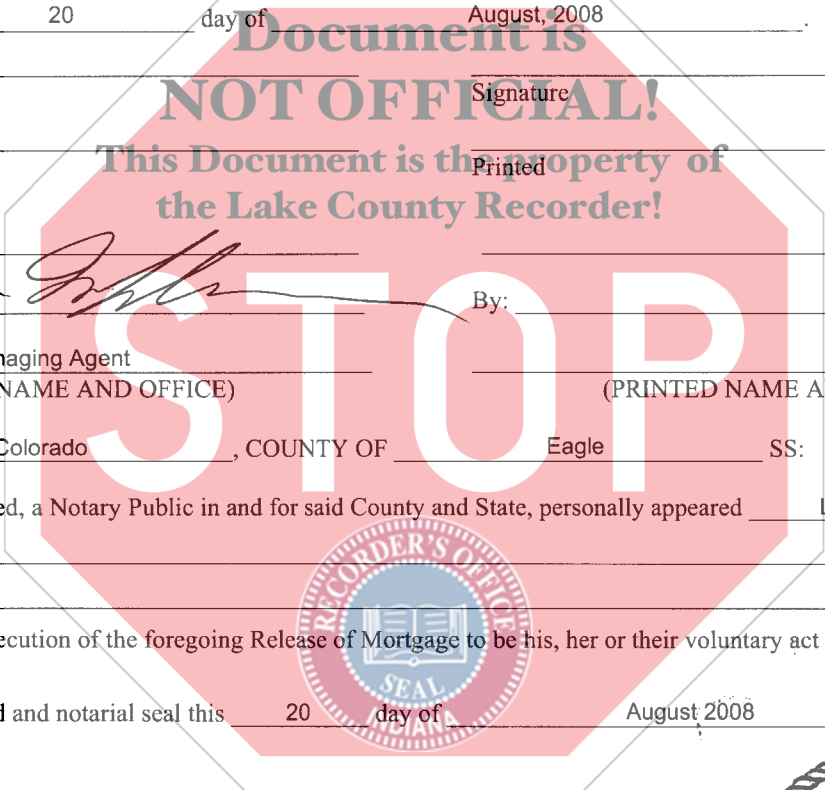 20 day of August, 2008.
Document is
NOT OFFICIAL!
Signature
This Document is the property of
Printed
the Lake County Recorder!
STOP
By:
naging Agent
NAME AND OFFICE)
(PRINTED NAME A
Colorado, COUNTY OF Eagle SS:
ed, a Notary Public in and for said County and State, personally appeared L
RECORDER'S OFFICE
ecution of the foregoing Release of Mortgage to be his, her or their voluntary act
SEAL
d and notarial seal this 20 day of August 2008
INDIANA